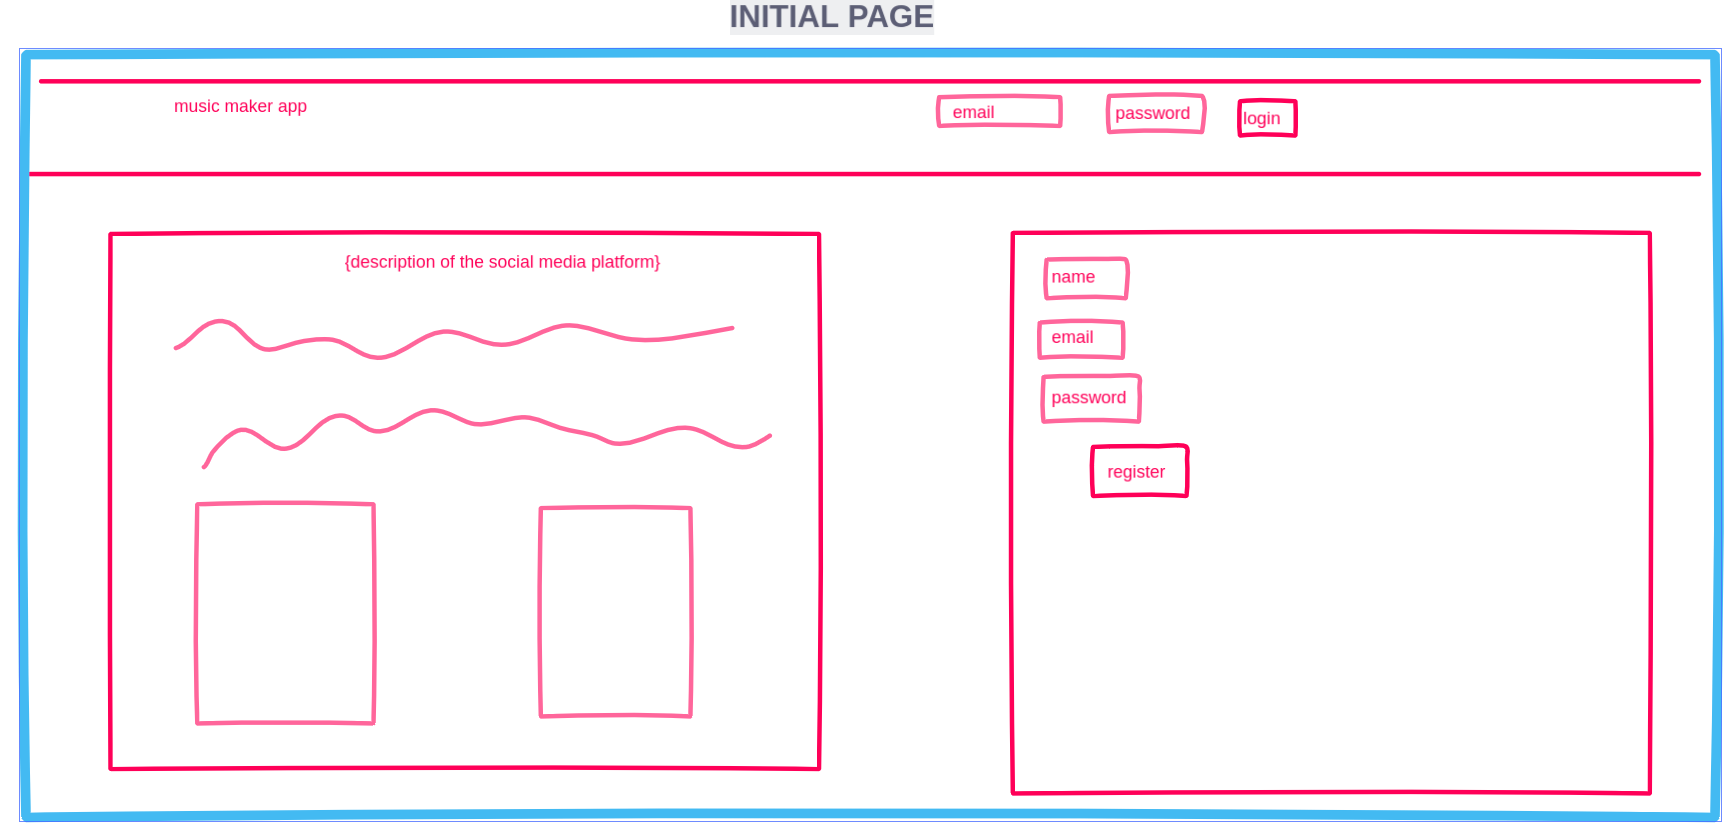 INITIAL PAGE
music maker app
email
password
login
{description of the social media platform}
name
email
password
register